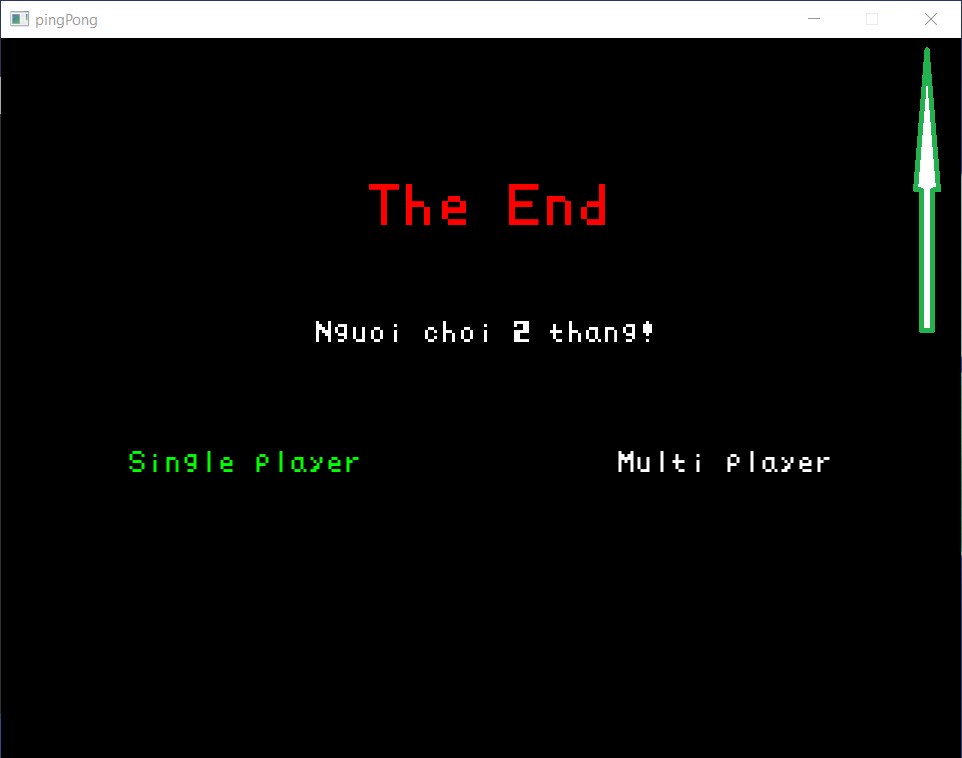 pingPong
The End
Nguoi choi 2 thang!
Single Player Multi Player